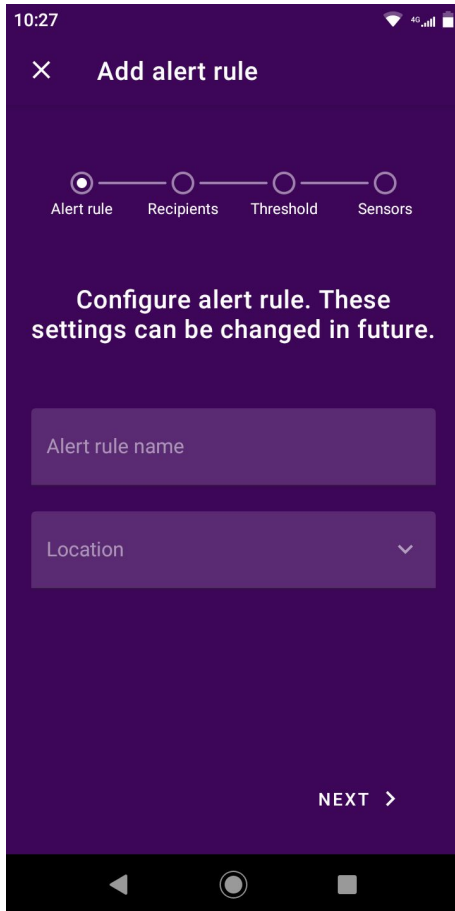 10:27
4G
Add alert rule
Alert rule Recipients Threshold Sensors
Configure alert rule. These
settings can be changed in future.
Alert rule name
Location
NEXT